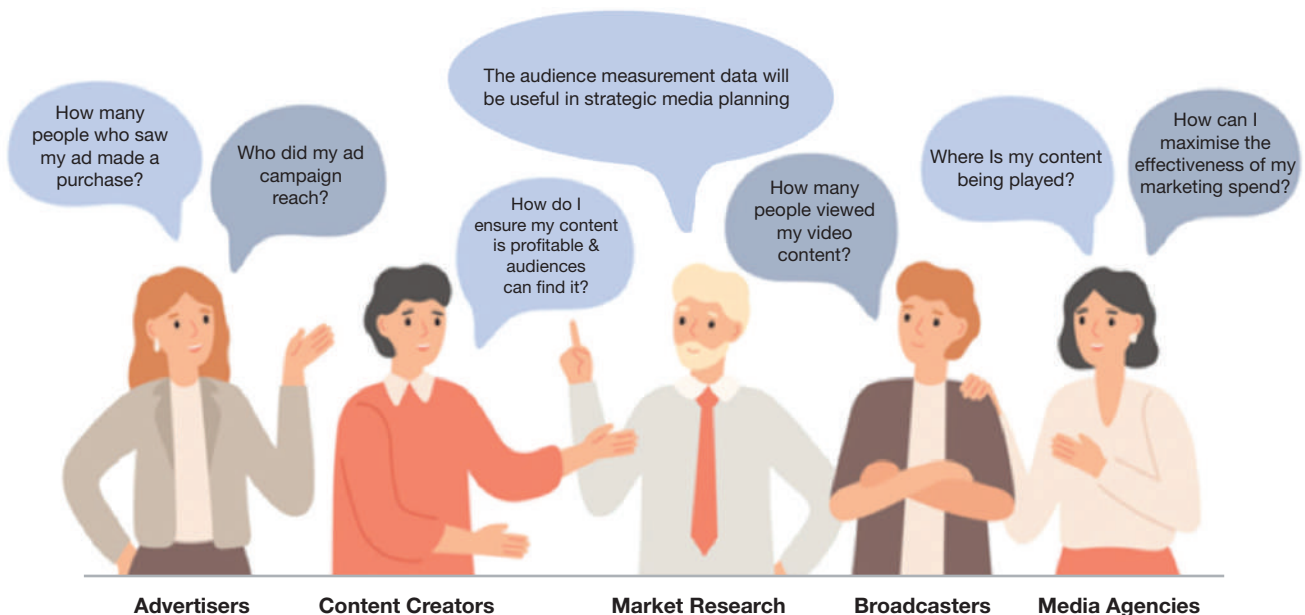 How many
people who saw
my ad made a
purchase?
Who did my ad
campaign
reach?
How do I
ensure my content
is profitable &
audiences
can find it?
The audience measurement data will
be useful in strategic media planning
How many
people viewed
my video
content?
Where Is my content
being played?
How can I
maximise the
effectiveness of my
marketing spend?
Advertisers
Content Creators
Market Research
Broadcasters
Media Agencies